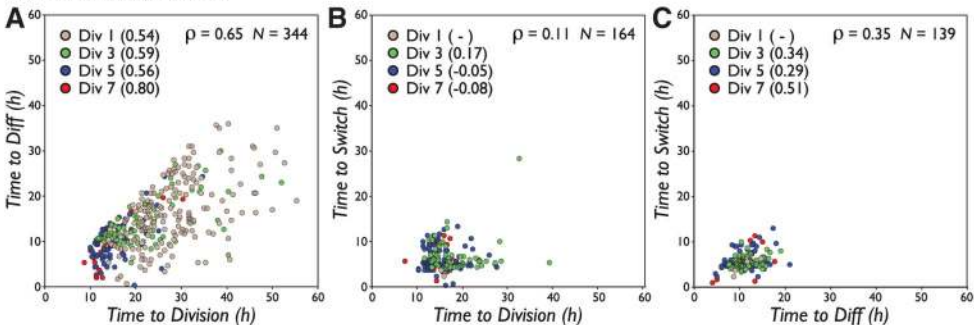 A
Div 1 (0.54)
Div 3 (0.59)
Div 5 (0.56)
Div 7 (0.80)
ρ = 0.65 N = 344
Time to Diff (h)
60
50
40
30
20
10
0
0 10 20 30 40 50 60
Time to Division (h)
B
Div 1 ( - )
Div 3 (0.17)
Div 5 (-0.05)
Div 7 (-0.08)
ρ = 0.11 N = 164
Time to Switch (h)
60
50
40
30
20
10
0
0 10 20 30 40 50 60
Time to Division (h)
C
Div 1 ( - )
Div 3 (0.34)
Div 5 (0.29)
Div 7 (0.51)
ρ = 0.35 N = 139
Time to Switch (h)
60
50
40
30
20
10
0
0 10 20 30 40 50 60
Time to Diff (h)